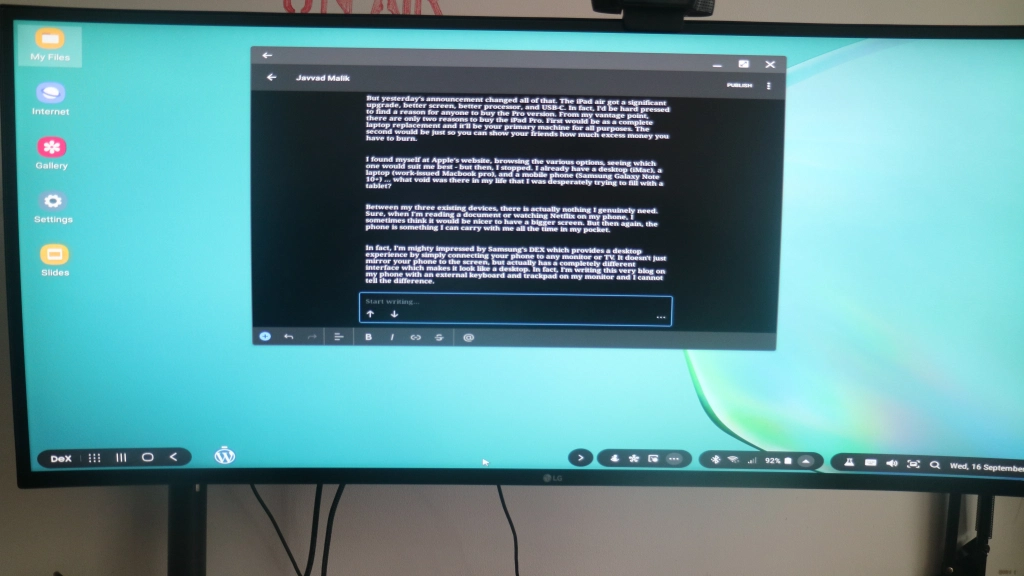 ON AIR
My Files
Internet
Gallery
Settings
Slides
Javvad Malik
PUBLISH
But yesterday's announcement changed all of that. The iPad air got a significant
upgrade, better screen, better processor, and USB-C. In fact, I'd be hard pressed
to find a reason for anyone to buy the Pro version. From my vantage point,
there are only two reasons to buy the iPad Pro. First would be as a complete
laptop replacement and it'll be your primary machine for all purposes. The
second would be just so you can show your friends how much excess money you
have to burn.
I found myself at Apple's website, browsing the various options, seeing which
one would suit me best - but then, I stopped. I already have a desktop (iMac), a
laptop (work-issued Macbook pro), and a mobile phone (Samsung Galaxy Note
10+) ... what void was there in my life that I was desperately trying to fill with a
tablet?
Between my three existing devices, there is actually nothing I genuinely need.
Sure, when I'm reading a document or watching Netflix on my phone, I
sometimes think it would be nicer to have a bigger screen. But then again, the
phone is something I can carry with me all the time in my pocket.
In fact, I'm mighty impressed by Samsung's DEX which provides a desktop
experience by simply connecting your phone to any monitor or TV. It doesn't just
mirror your phone to the screen, but actually has a completely different
interface which makes it look like a desktop. In fact, I'm writing this very blog on
my phone with an external keyboard and trackpad on my monitor and I cannot
tell the difference.
Start writing...
B I @
DeX
92%
Wed, 16 September
LG